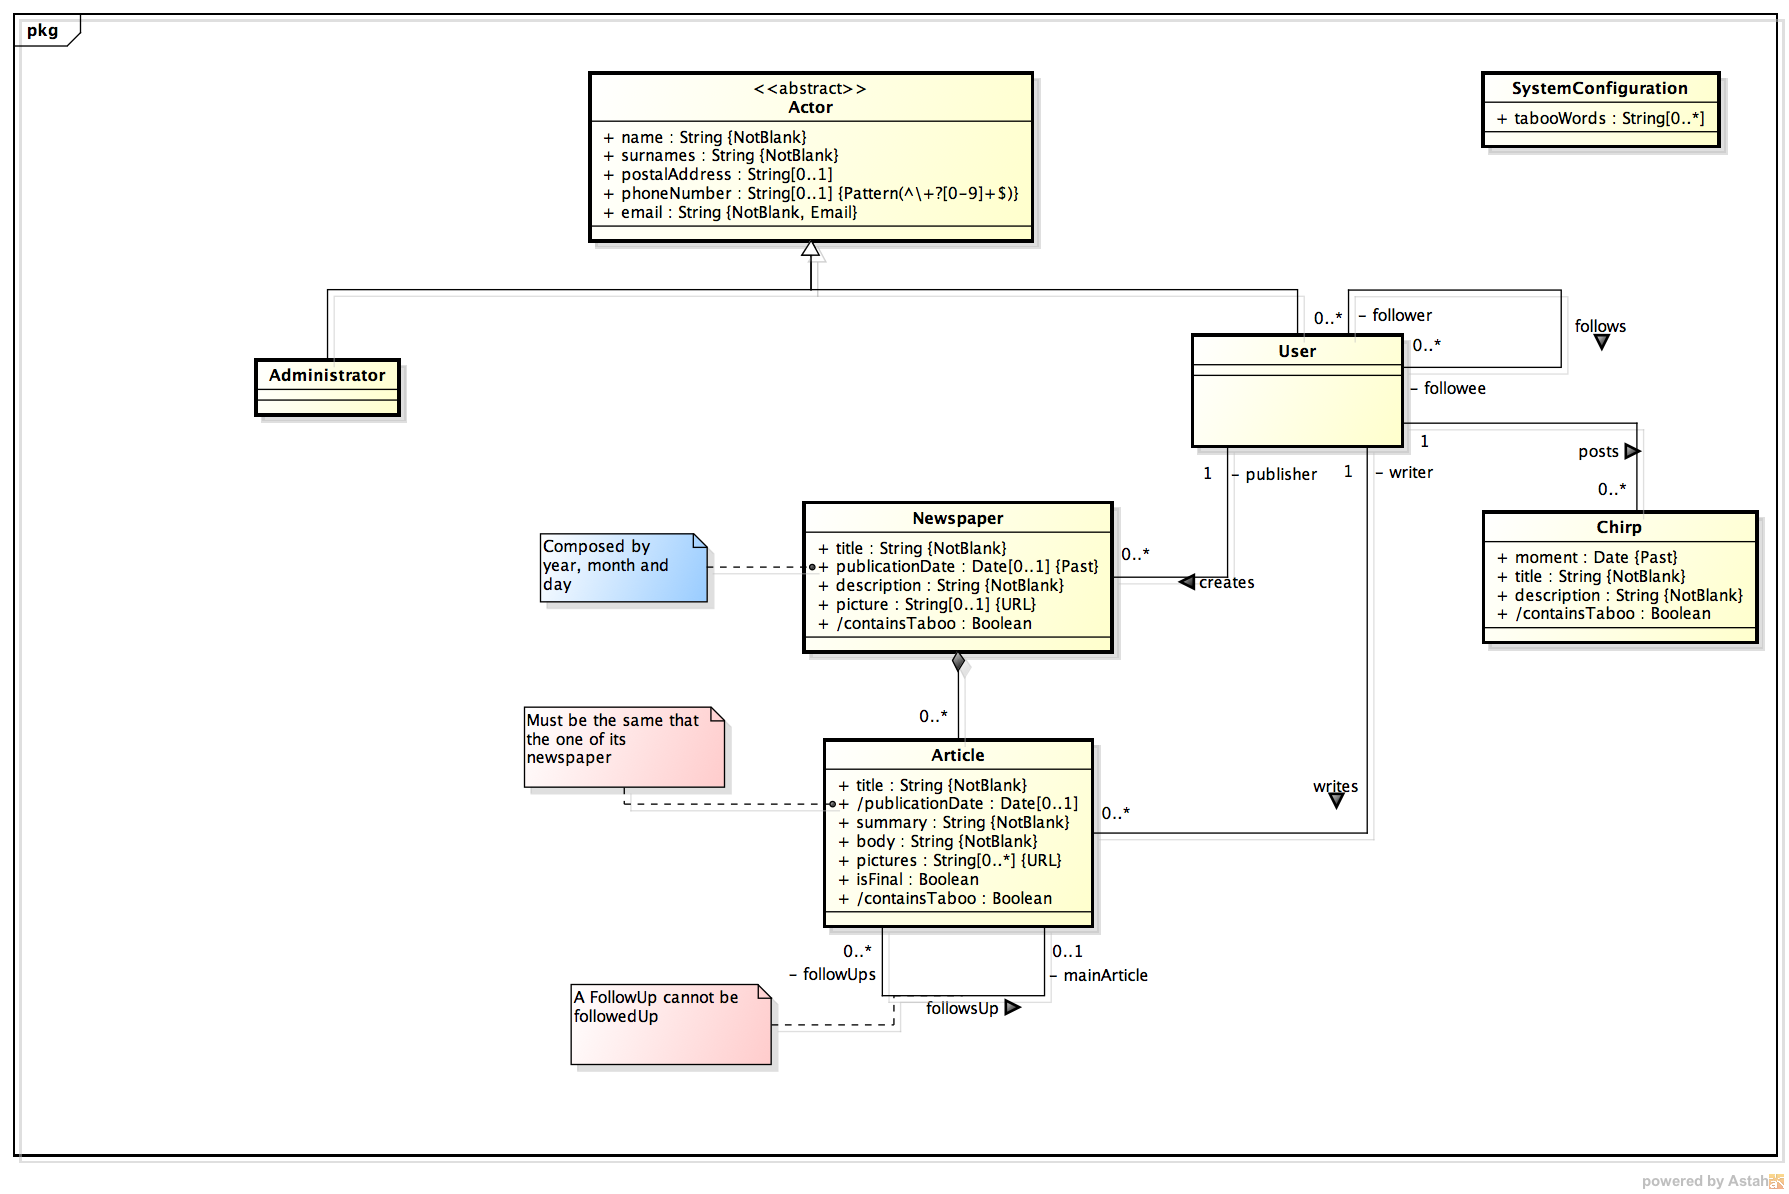 pkg
<<abstract>>
Actor
+ name : String {NotBlank}
+ surnames : String {NotBlank}
+ postalAddress : String[0..1]
+ phoneNumber : String[0..1] {Pattern(^\+?[0-9]+$)}
+ email : String {NotBlank, Email}
SystemConfiguration
+ tabooWords : String[0..*]
Administrator
User
0..*
- follower
0..*
- followee
follows
1
posts
0..*
1
- publisher
1
- writer
Chirp
+ moment : Date {Past}
+ title : String {NotBlank}
+ description : String {NotBlank}
+ /containsTaboo : Boolean
Newspaper
+ title : String {NotBlank}
+ publicationDate : Date[0..1] {Past}
+ description : String {NotBlank}
+ picture : String[0..1] {URL}
+ /containsTaboo : Boolean
0..*
creates
Composed by
year, month and
day
0..*
Must be the same that
the one of its
newspaper
Article
+ title : String {NotBlank}
+ /publicationDate : Date[0..1]
+ summary : String {NotBlank}
+ body : String {NotBlank}
+ pictures : String[0..*] {URL}
+ isFinal : Boolean
+ /containsTaboo : Boolean
0..*
writes
0..*
- followUps
0..1
- mainArticle
followsUp
A FollowUp cannot be
followedUp
powered by Astah